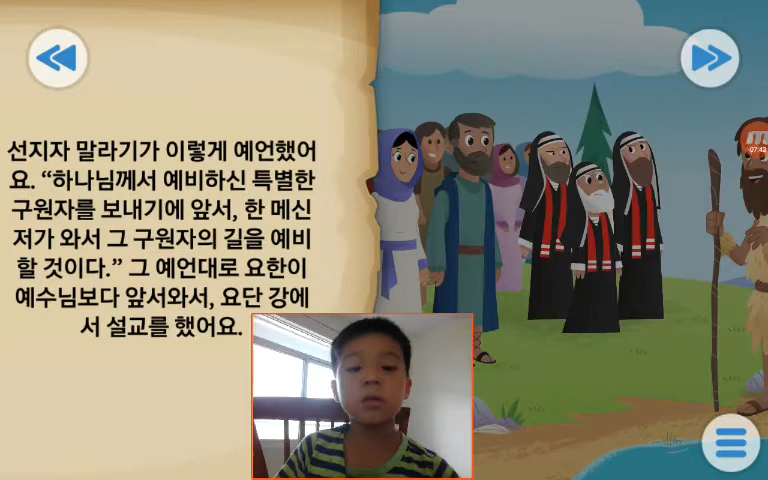 선지자 말라기가 이렇게 예언했어
요. “하나님께서 예비하신 특별한
구원자를 보내기에 앞서, 한 메신
저가 와서 그 구원자의 길을 예비
할 것이다.” 그 예언대로 요한이
예수님보다 앞서와서, 요단 강에
서 설교를 했어요.
07:43